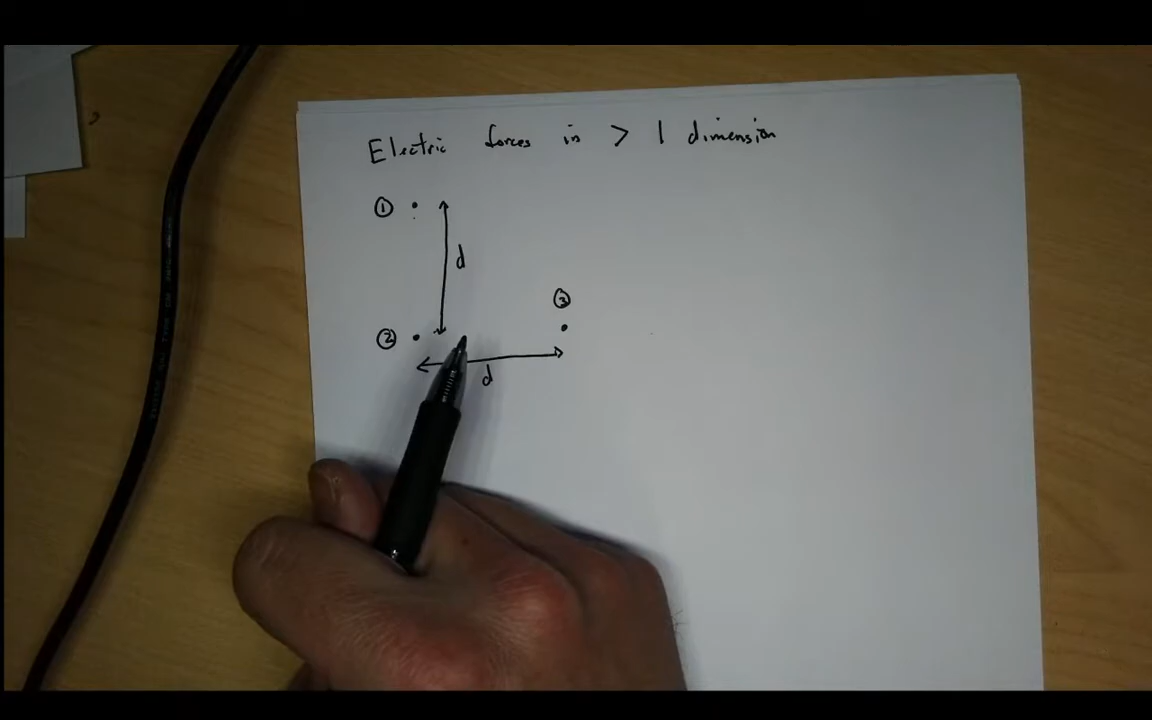 Electric forces in > 1 dimension
①
d
③
②
d